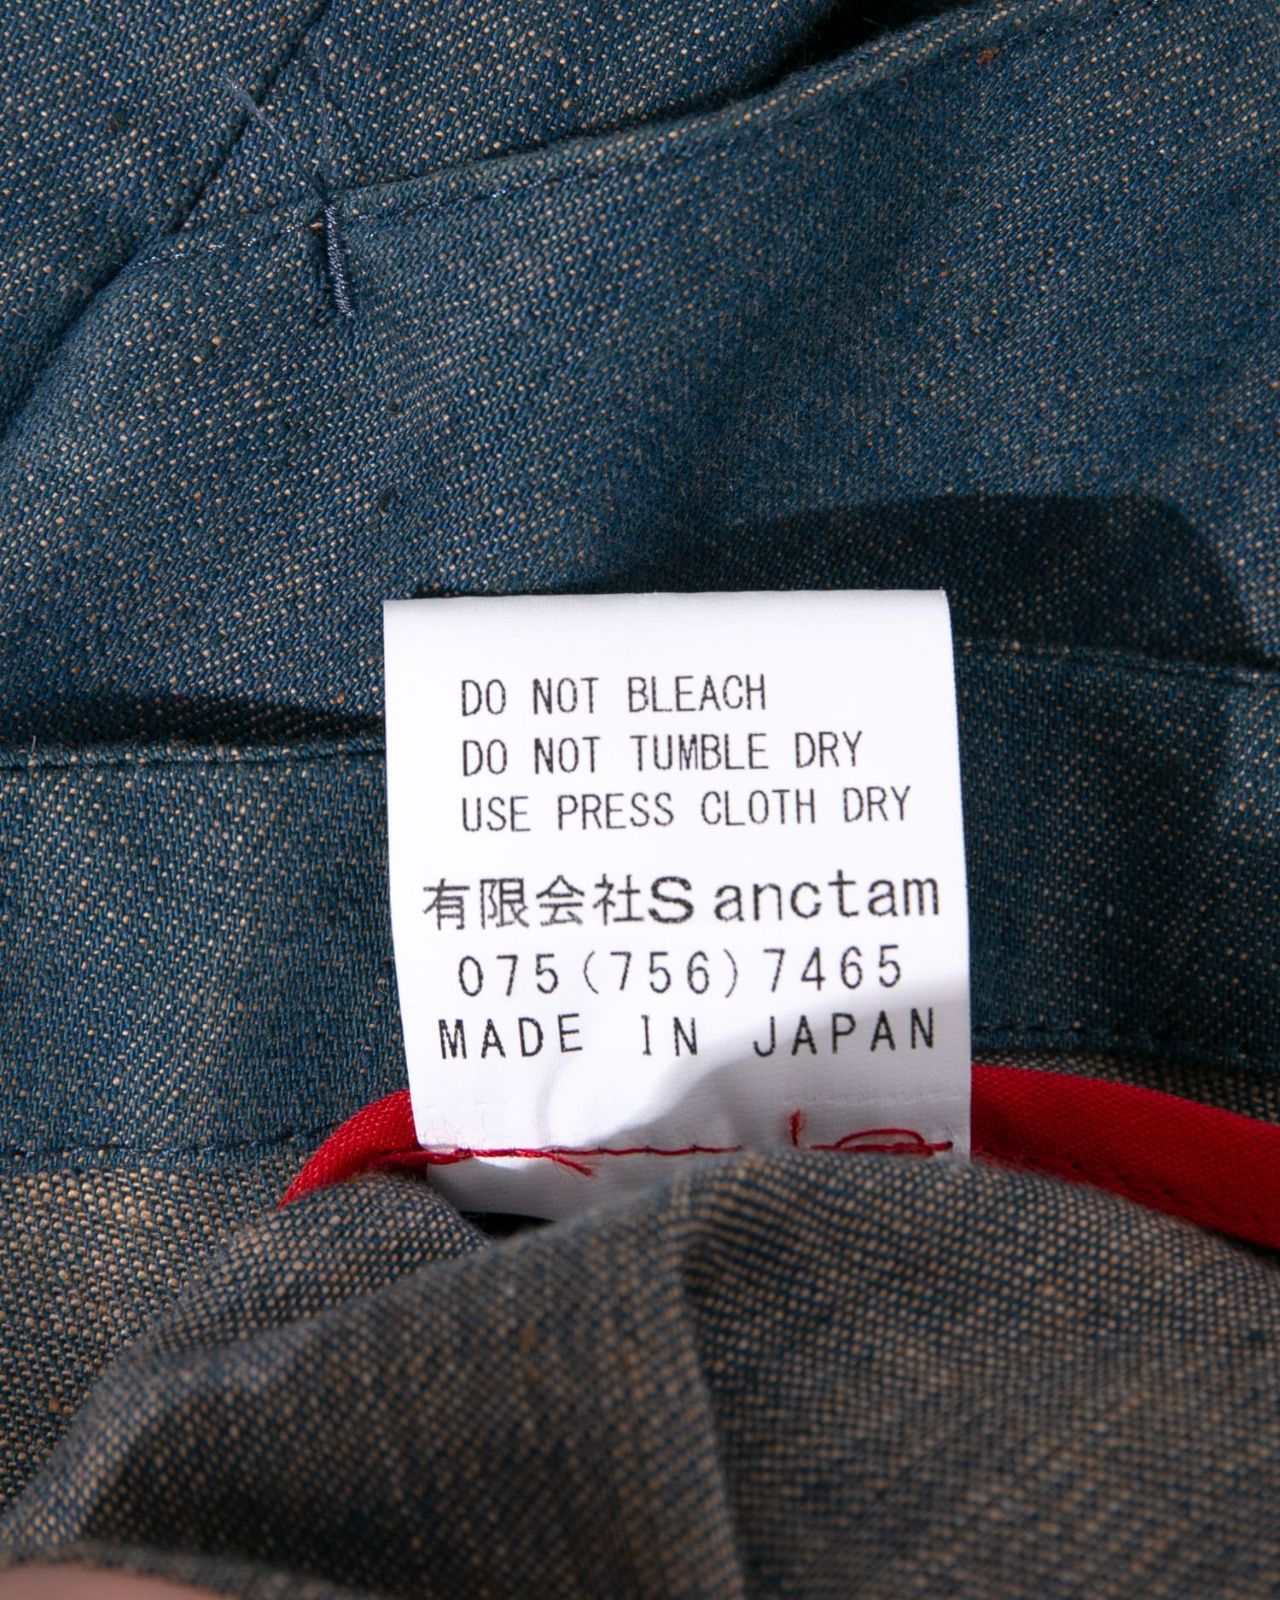 DO NOT BLEACH
DO NOT TUMBLE DRY
USE PRESS CLOTH DRY
有限会社Sanctam
075(756)7465
MADE IN JAPAN